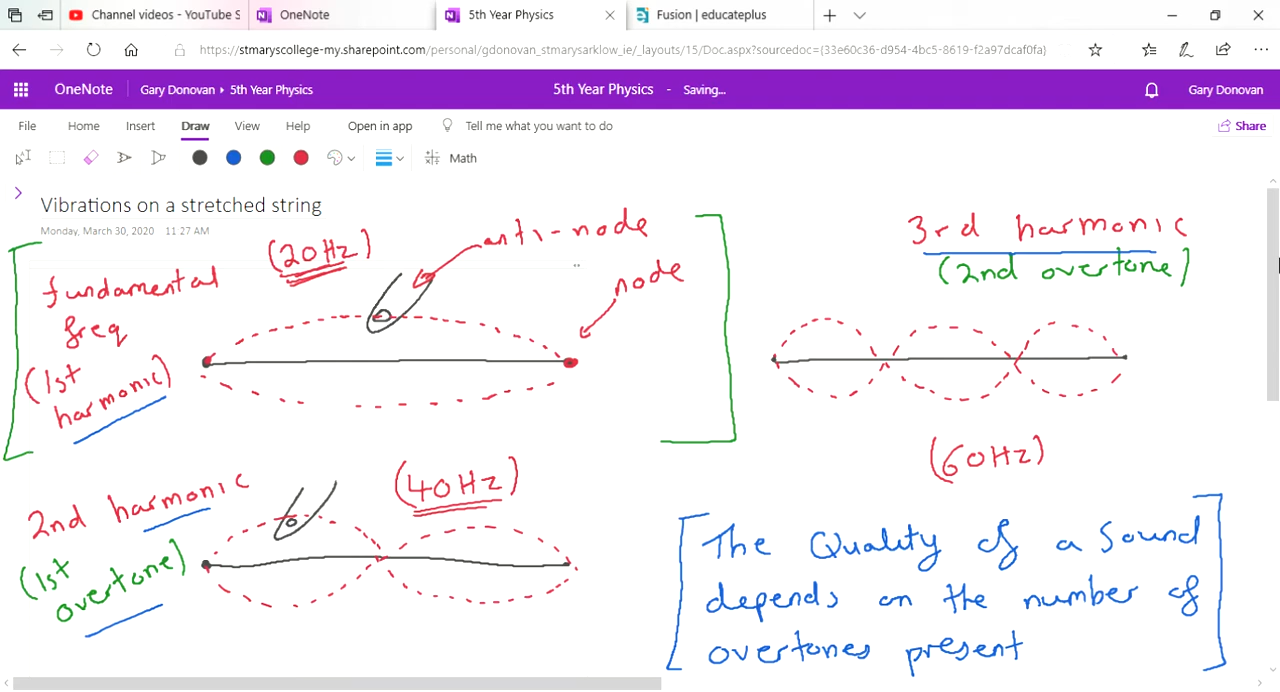 Channel videos - YouTube S
OneNote
5th Year Physics
Fusion | educateplus
https://stmaryscollege-my.sharepoint.com/personal/gdonovan_stmarysarklow_ie/_layouts/15/Doc.aspx?sourcedoc={33e60c36-d954-4bc5-8619-f2a97dcaf0fa}
OneNote
Gary Donovan › 5th Year Physics
5th Year Physics - Saving...
Gary Donovan
File Home Insert Draw View Help Open in app Tell me what you want to do
Share
Math
Vibrations on a stretched string
Monday, March 30, 2020 11:27 AM
(20Hz)
anti-node
node
fundamental
freq
(1st
harmonic)
2nd harmonic
(1st
overtone)
(40Hz)
3rd harmonic
(2nd overtone)
(60Hz)
The Quality of a Sound
depends on the number of
overtones present